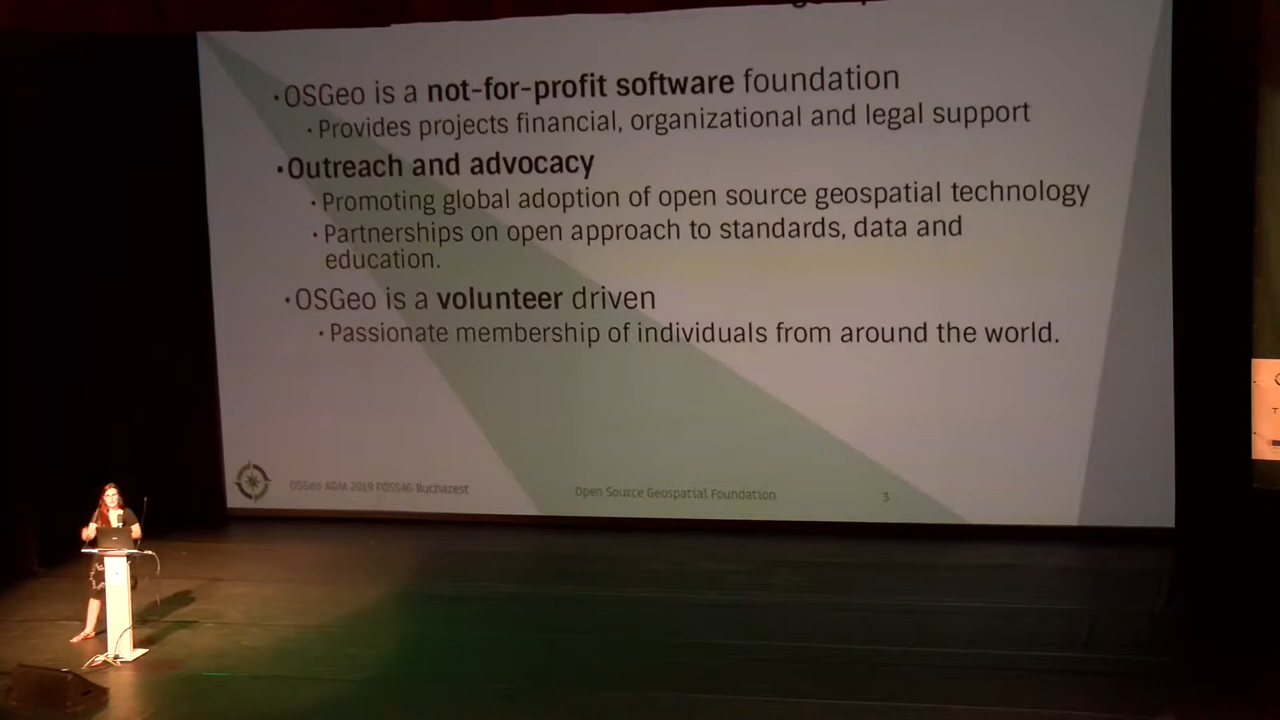 • OSGeo is a not-for-profit software foundation
• Provides projects financial, organizational and legal support
• Outreach and advocacy
• Promoting global adoption of open source geospatial technology
• Partnerships on open approach to standards, data and
education.
• OSGeo is a volunteer driven
• Passionate membership of individuals from around the world.
OSGeo AGM 2019 FOSS4G Bucharest
Open Source Geospatial Foundation
3